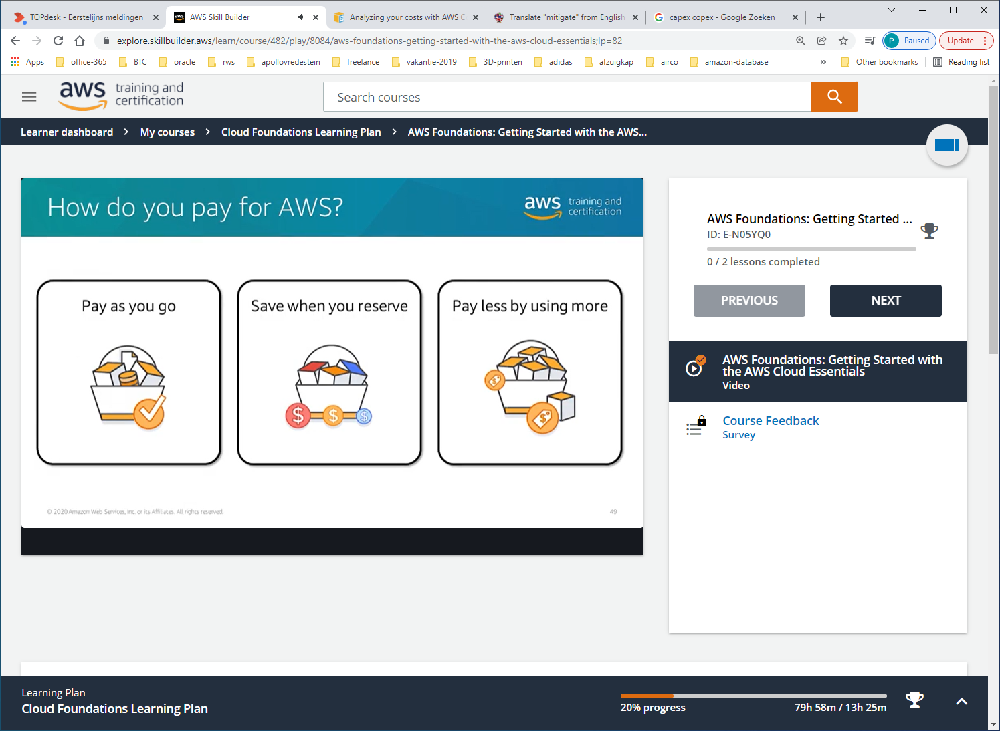 TOPdesk - Eerstelijns meldingen
AWS Skill Builder
Analyzing your costs with AWS C
Translate "mitigate" from English
capex copex - Google Zoeken
explore.skillbuilder.aws/learn/course/482/play/8084/aws-foundations-getting-started-with-the-aws-cloud-essentials;lp=82
P Paused
Update
Apps
office-365
BTC
oracle
rws
apollovredestein
freelance
vakantie-2019
3D-printen
adidas
afzuigkap
airco
amazon-database
»
Other bookmarks
Reading list
aws training and
certification
Search courses
Learner dashboard > My courses > Cloud Foundations Learning Plan > AWS Foundations: Getting Started with the AWS...
How do you pay for AWS?
aws training and
certification
Pay as you go
Save when you reserve
Pay less by using more
© 2020 Amazon Web Services, Inc. or its Affiliates. All rights reserved.
49
AWS Foundations: Getting Started ...
ID: E-N05YQ0
0 / 2 lessons completed
PREVIOUS
NEXT
AWS Foundations: Getting Started with
the AWS Cloud Essentials
Video
Course Feedback
Survey
Learning Plan
Cloud Foundations Learning Plan
20% progress
79h 58m / 13h 25m